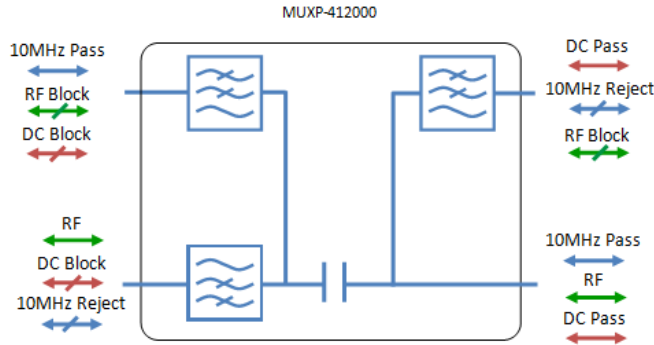 MUXP-412000
10MHz Pass
RF Block
DC Block
DC Pass
10MHz Reject
RF Block
RF
DC Block
10MHz Reject
10MHz Pass
RF
DC Pass